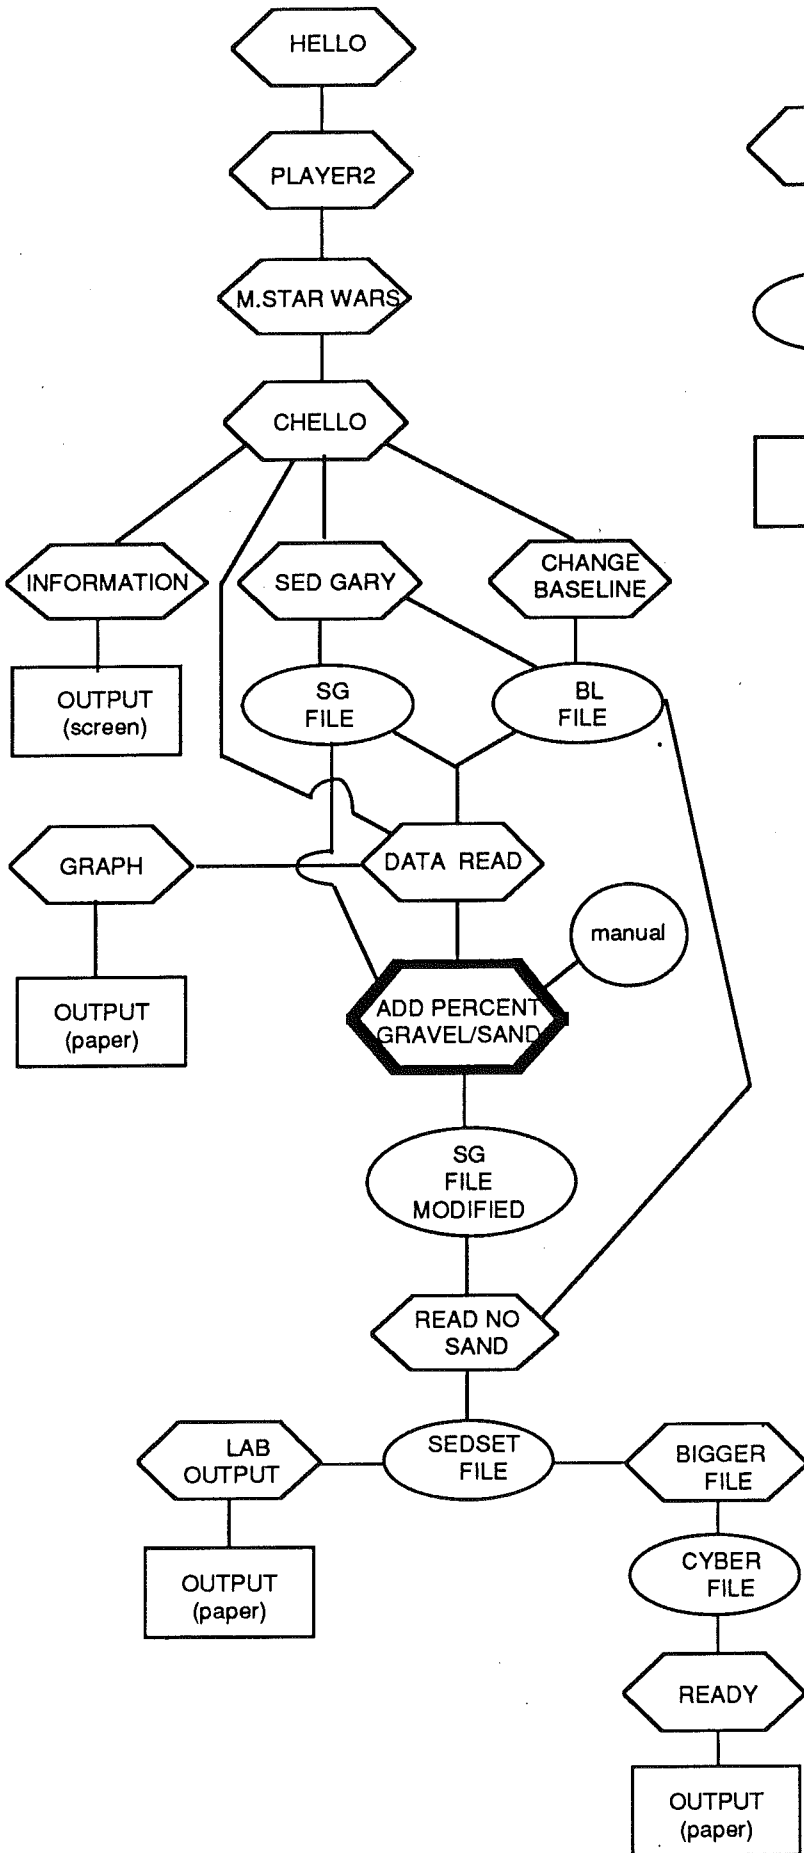 HELLO
PLAYER2
M.STAR WARS
CHELLO
INFORMATION
SED GARY
CHANGE
BASELINE
OUTPUT
(screen)
SG
FILE
BL
FILE
GRAPH
DATA READ
manual
OUTPUT
(paper)
ADD PERCENT
GRAVEL/SAND
SG
FILE
MODIFIED
READ NO
SAND
LAB
OUTPUT
SEDSET
FILE
BIGGER
FILE
OUTPUT
(paper)
CYBER
FILE
READY
OUTPUT
(paper)